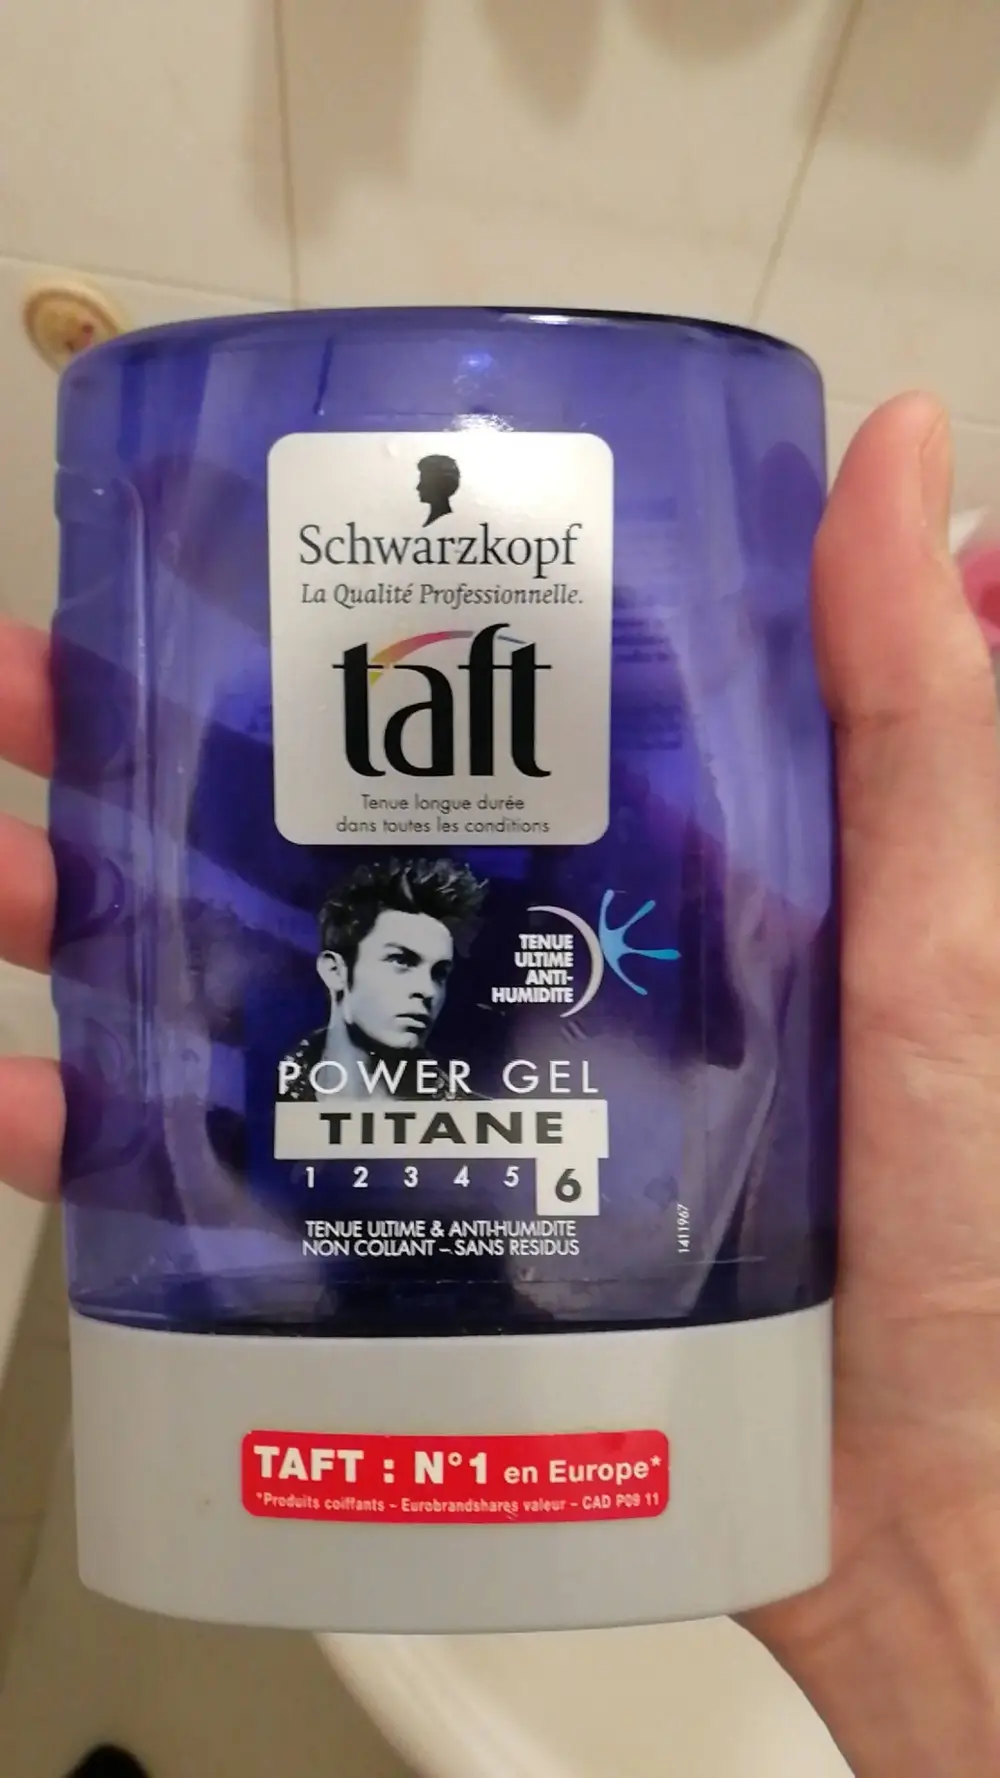 Schwarzkopf
La Qualité Professionnelle.
taft
Tenue longue durée
dans toutes les conditions
TENUE
ULTIME
ANTI-
HUMIDITE
POWER GEL
TITANE
1 2 3 4 5 6
TENUE ULTIME & ANTI-HUMIDITE
NON COLLANT – SANS RESIDUS
1411967
TAFT : N°1 en Europe*
*Produits coiffants – Eurobrandshares valeur – CAD P09 11